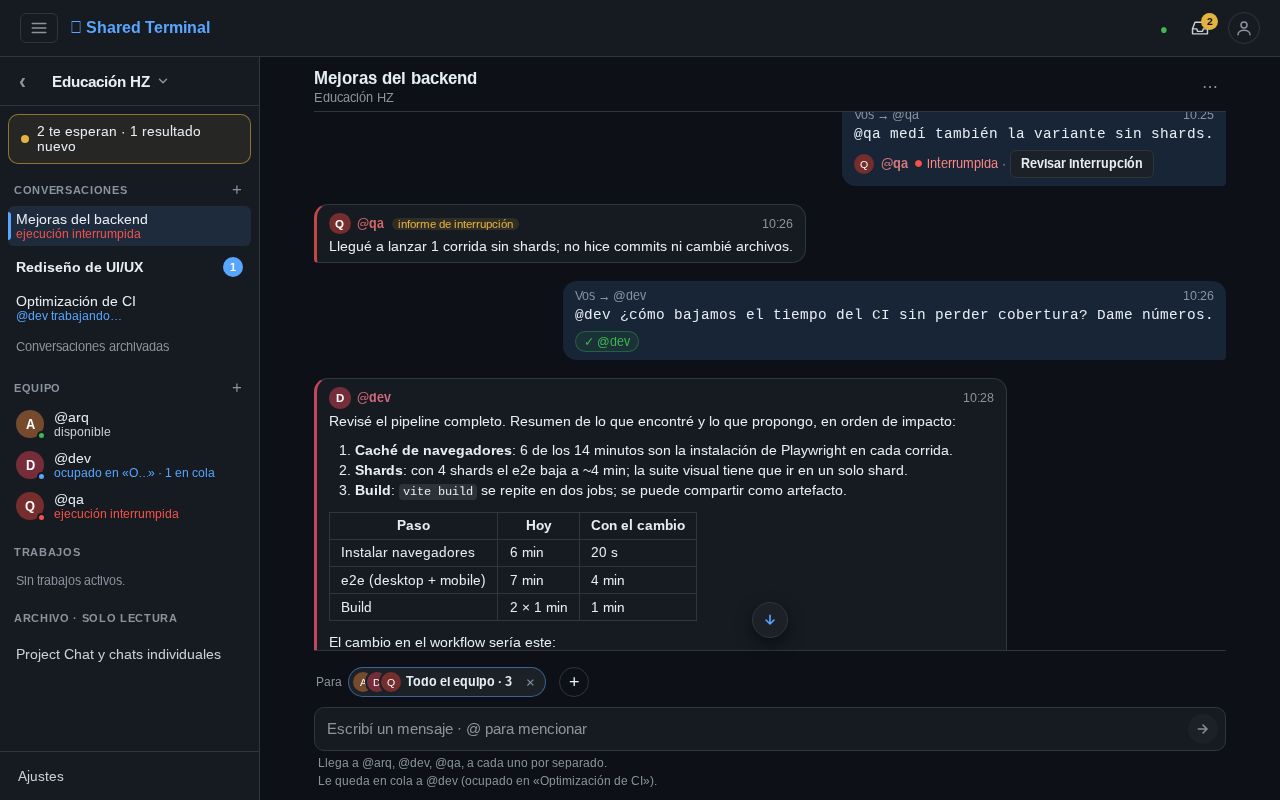 Shared Terminal
2
‹ Educación HZ
2 te esperan · 1 resultado
nuevo
CONVERSACIONES +
Mejoras del backend
ejecución interrumpida
Rediseño de UI/UX 1
Optimización de CI
@dev trabajando…
Conversaciones archivadas
EQUIPO +
A @arq
disponible
D @dev
ocupado en «O…» · 1 en cola
Q @qa
ejecución interrumpida
TRABAJOS
Sin trabajos activos.
ARCHIVO · SOLO LECTURA
Project Chat y chats individuales
Ajustes
Mejoras del backend
Educación HZ
…
Vos → @qa 10:25
@qa medí también la variante sin shards.
Q @qa interrumpida · Revisar interrupción
Q @qa informe de interrupción 10:26
Llegué a lanzar 1 corrida sin shards; no hice commits ni cambié archivos.
Vos → @dev 10:26
@dev ¿cómo bajamos el tiempo del CI sin perder cobertura? Dame números.
✓ @dev
D @dev 10:28
Revisé el pipeline completo. Resumen de lo que encontré y lo que propongo, en orden de impacto:
1. Caché de navegadores: 6 de los 14 minutos son la instalación de Playwright en cada corrida.
2. Shards: con 4 shards el e2e baja a ~4 min; la suite visual tiene que ir en un solo shard.
3. Build: vite build se repite en dos jobs; se puede compartir como artefacto.
Paso Hoy Con el cambio
Instalar navegadores 6 min 20 s
e2e (desktop + mobile) 7 min 4 min
Build 2 × 1 min 1 min
El cambio en el workflow sería este:
Para A D Q Todo el equipo · 3 × +
Escribí un mensaje · @ para mencionar
Llega a @arq, @dev, @qa, a cada uno por separado.
Le queda en cola a @dev (ocupado en «Optimización de CI»).